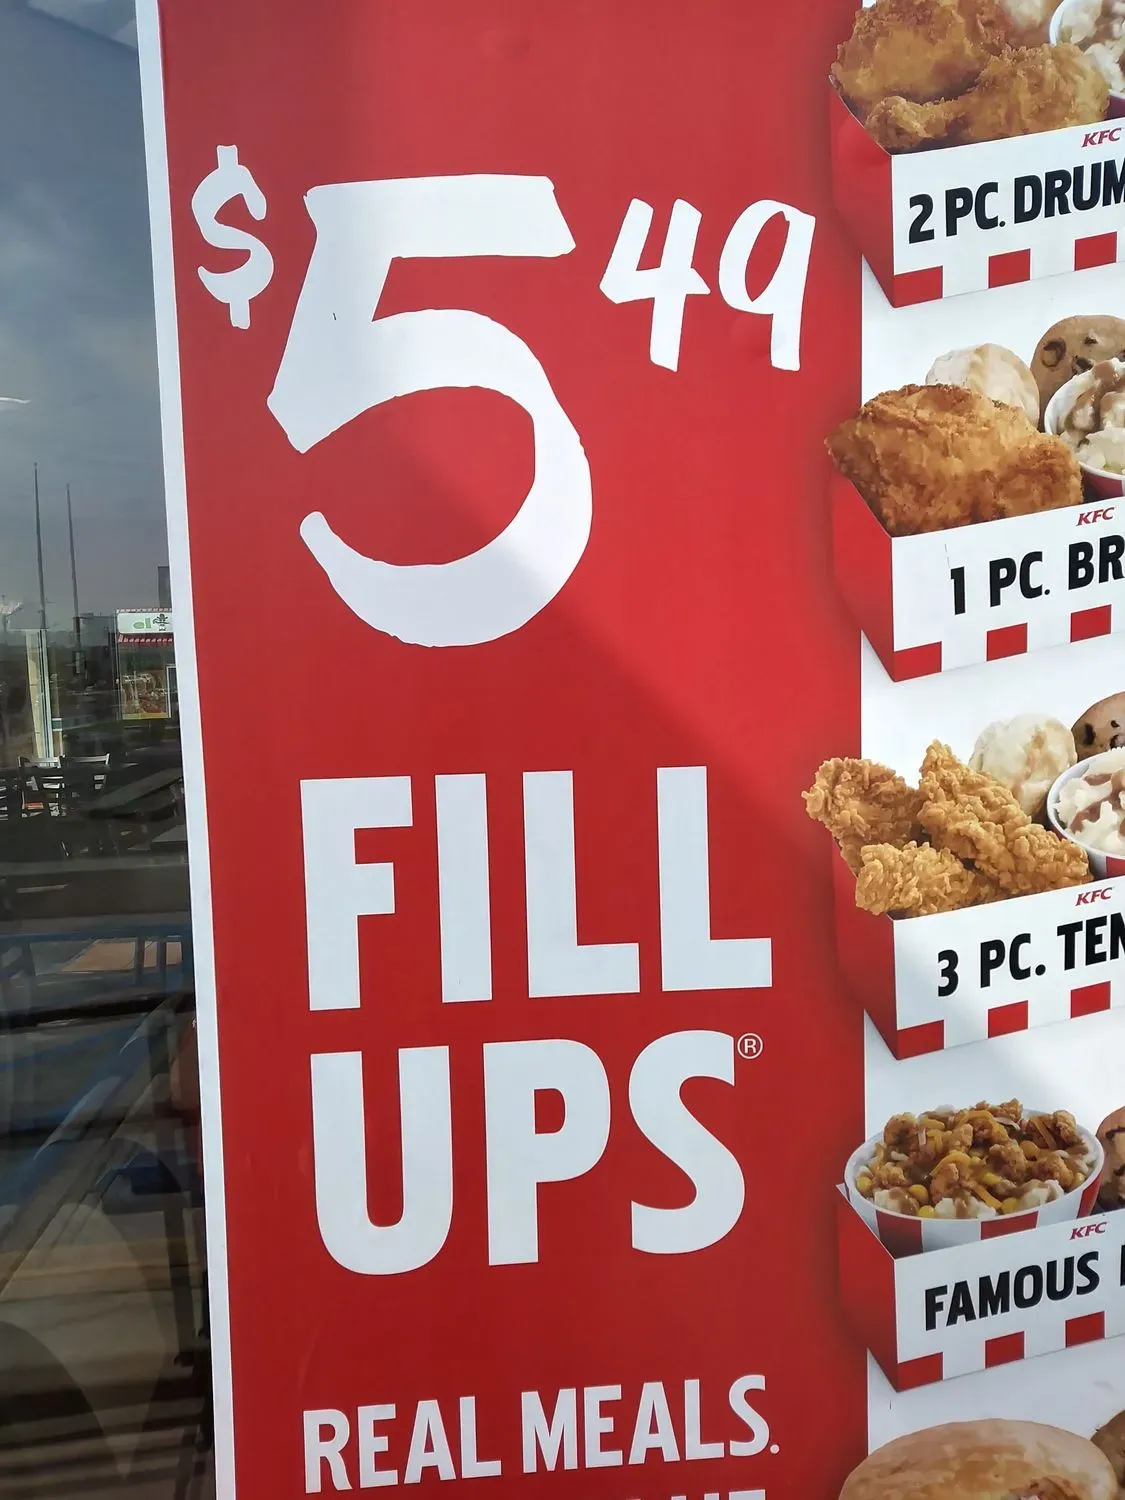 $5 49
FILL
UPS®
REAL MEALS.
KFC
2 PC. DRUM
KFC
1 PC. BR
KFC
3 PC. TEN
KFC
FAMOUS